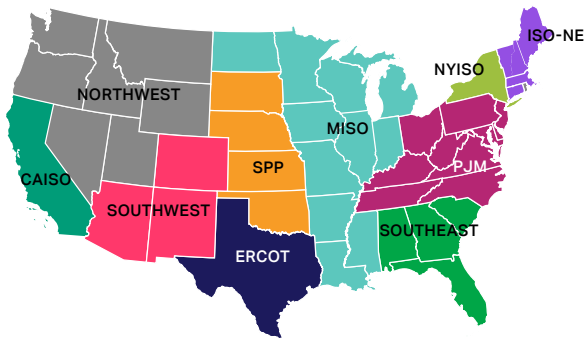 ISO-NE
NYISO
NORTHWEST
MISO
SPP
PJM
CAISO
SOUTHWEST
SOUTHEAST
ERCOT